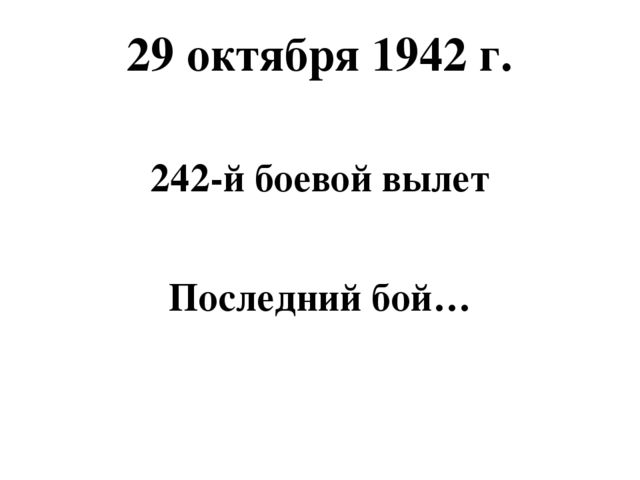 29 октября 1942 г.
242-й боевой вылет
Последний бой…